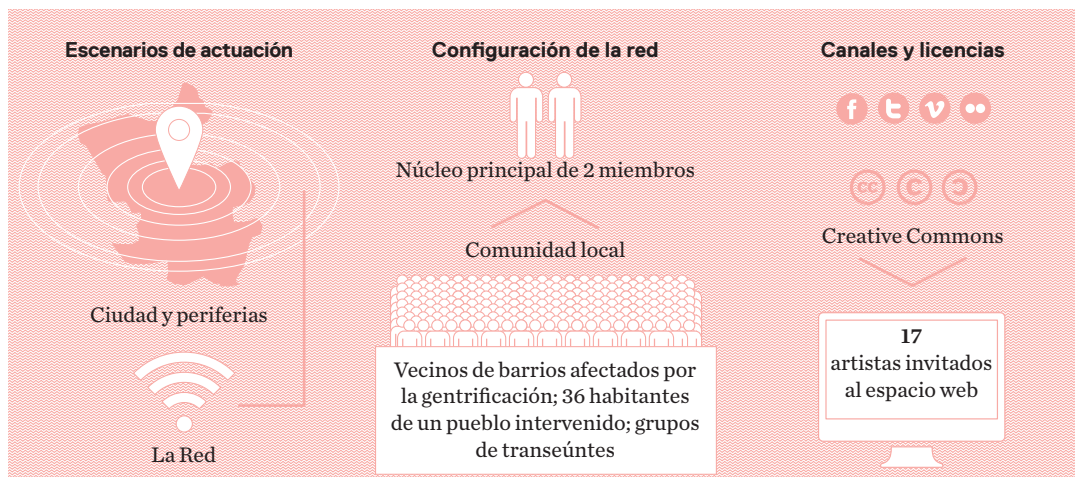 Escenarios de actuación
Ciudad y periferias
La Red
Configuración de la red
Núcleo principal de 2 miembros
Comunidad local
Vecinos de barrios afectados por
la gentrificación; 36 habitantes
de un pueblo intervenido; grupos
de transeúntes
Canales y licencias
cc
Creative Commons
17
artistas invitados
al espacio web